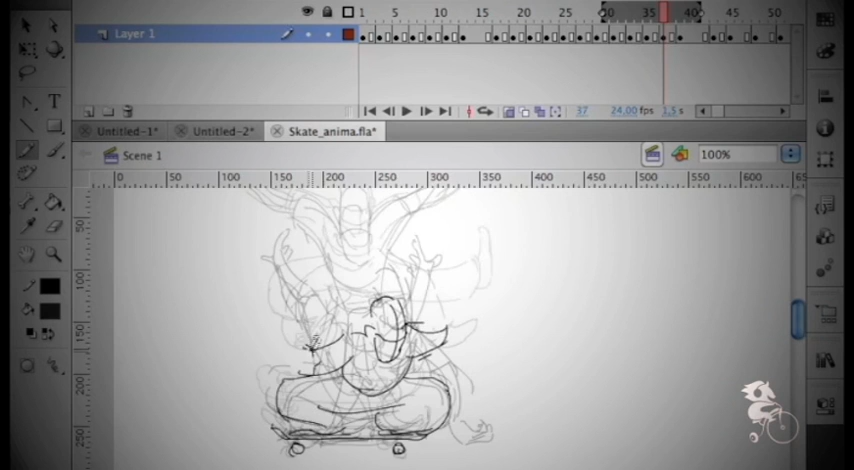 1 5 10 15 20 25 30 35 40 45 50
Layer 1
37 24,00 fps 1,5 s
Untitled-1* Untitled-2* Skate_anima.fla*
Scene 1 100%
0 50 100 150 200 250 300 350 400 450 500 550 600 65
50
100
150
200
250
T